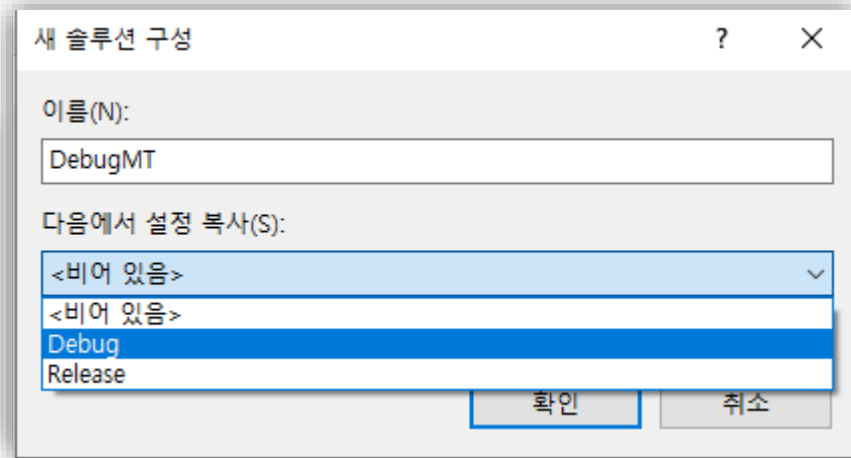 새 솔루션 구성 ?
이름(N):
DebugMT
다음에서 설정 복사(S):
<비어 있음>
<비어 있음>
Debug
Release
확인 취소